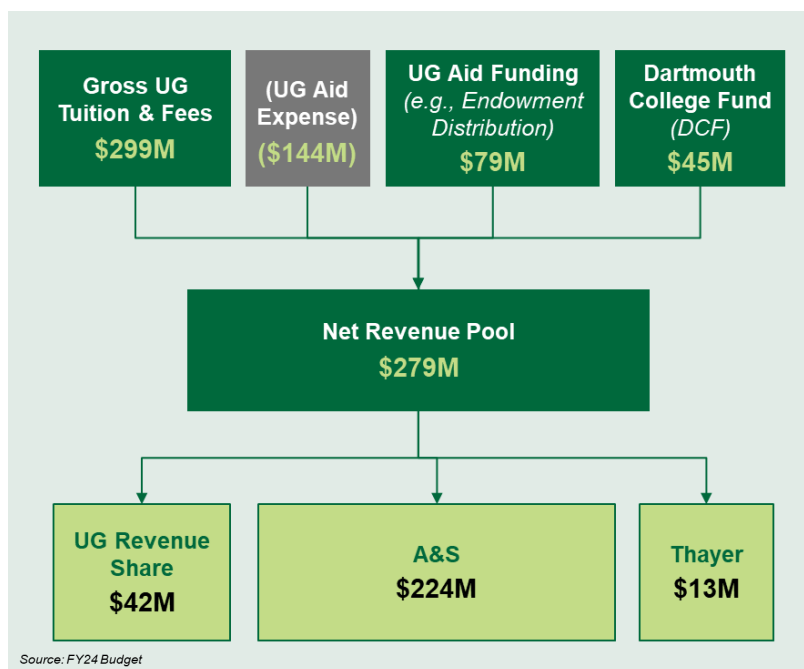 Gross UG
Tuition & Fees
$299M
(UG Aid
Expense)
($144M)
UG Aid Funding
(e.g., Endowment
Distribution)
$79M
Dartmouth
College Fund
(DCF)
$45M
Net Revenue Pool
$279M
UG Revenue
Share
$42M
A&S
$224M
Thayer
$13M
Source: FY24 Budget